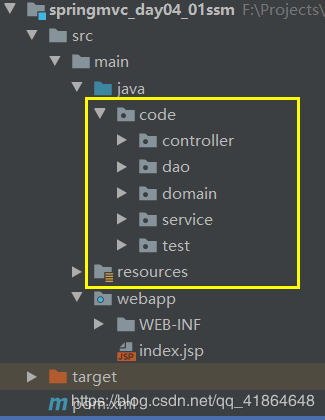 springmvc_day04_01ssm F:\Projects\
src
main
java
code
controller
dao
domain
service
test
resources
webapp
WEB-INF
index.jsp
target
pom.xml
https://blog.csdn.net/qq_41864648